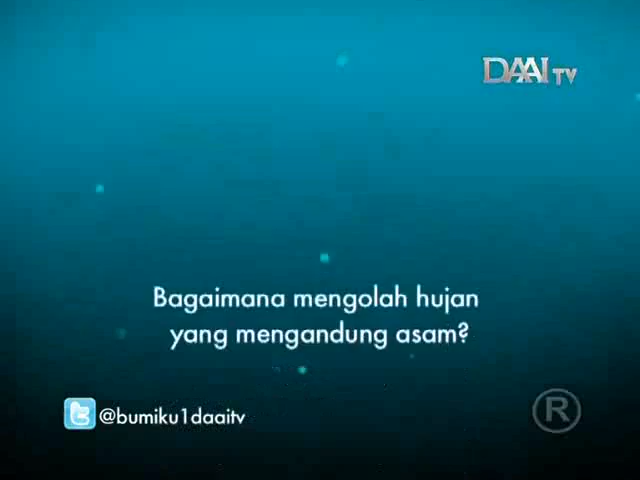 DAAI TV
Bagaimana mengolah hujan
yang mengandung asam?
@bumiku1daaitv
®